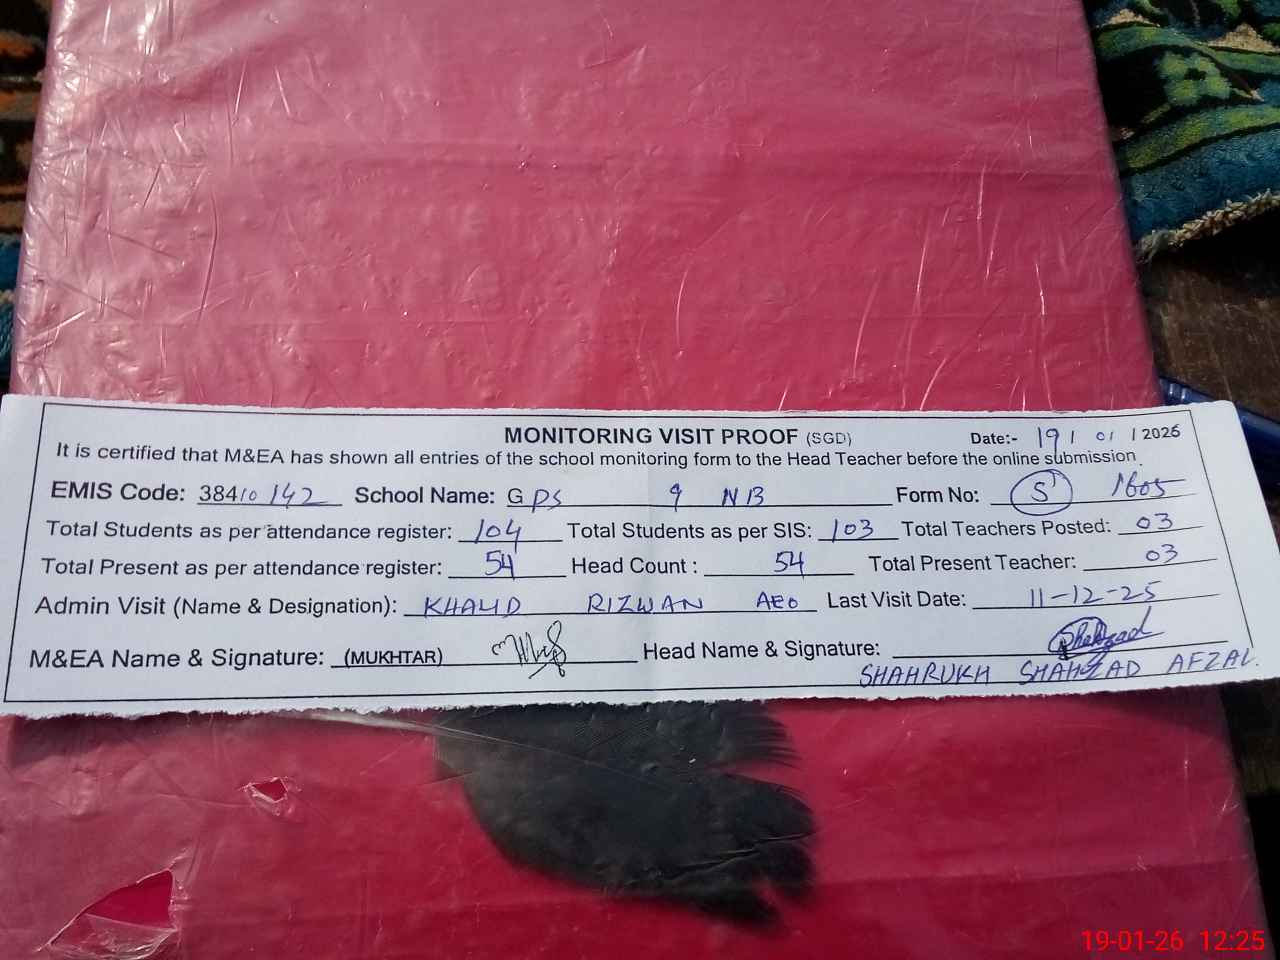 MONITORING VISIT PROOF (SGD) Date:- 19 / 01 / 2026
It is certified that M&EA has shown all entries of the school monitoring form to the Head Teacher before the online submission.
EMIS Code: 38410142 School Name: GPS 9 NB Form No: S 1605
Total Students as per attendance register: 104 Total Students as per SIS: 103 Total Teachers Posted: 03
Total Present as per attendance register: 54 Head Count : 54 Total Present Teacher: 03
Admin Visit (Name & Designation): KHALID RIZWAN AEO Last Visit Date: 11-12-25
M&EA Name & Signature: (MUKHTAR) Head Name & Signature: Shahzad
SHAHRUKH SHAHZAD AFZAL
19-01-26 12:25